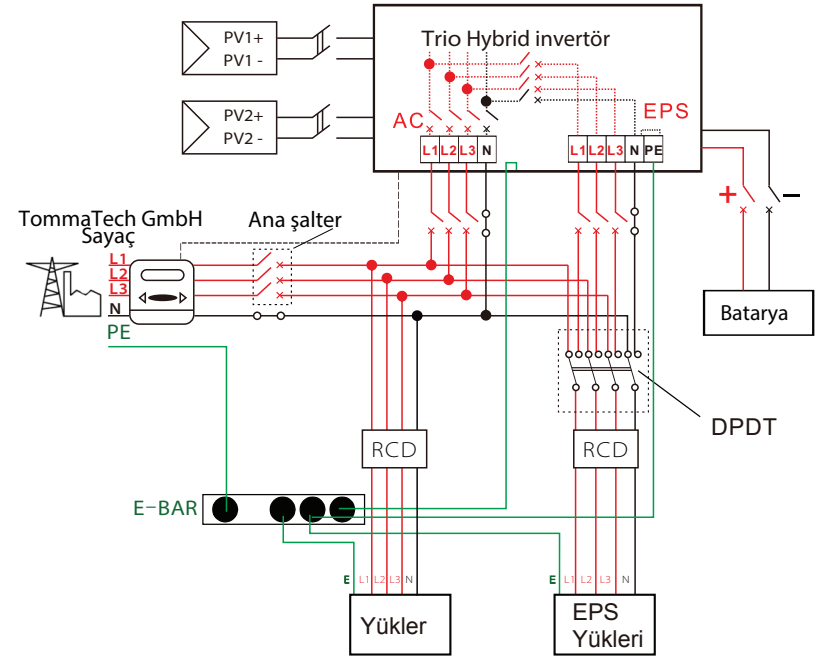 PV1+
PV1 -
PV2+
PV2 -
Trio Hybrid invertör
AC
EPS
L1 L2 L3 N
L1 L2 L3 N PE
+
−
TommaTech GmbH
Sayaç
Ana şalter
L1
L2
L3
N
PE
Batarya
DPDT
RCD
RCD
E-BAR
E L1 L2 L3 N
E L1 L2 L3 N
Yükler
EPS
Yükleri